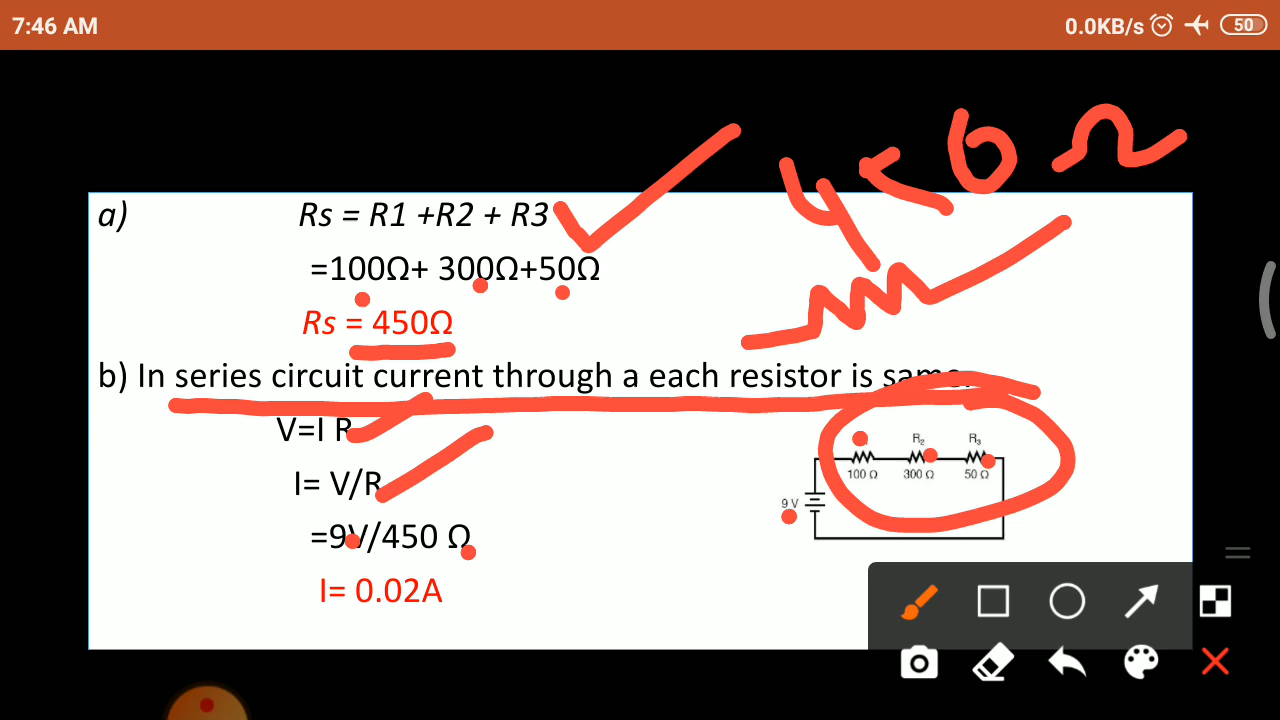 7:46 AM 0.0KB/s 50
450 Ω
a) Rs = R1 +R2 + R3
=100Ω+ 300Ω+50Ω
Rs = 450Ω
b) In series circuit current through a each resistor is same.
V=I R
I= V/R
=9V/450 Ω
I= 0.02A
R₂ R₃
100 Ω 300 Ω 50 Ω
9 V